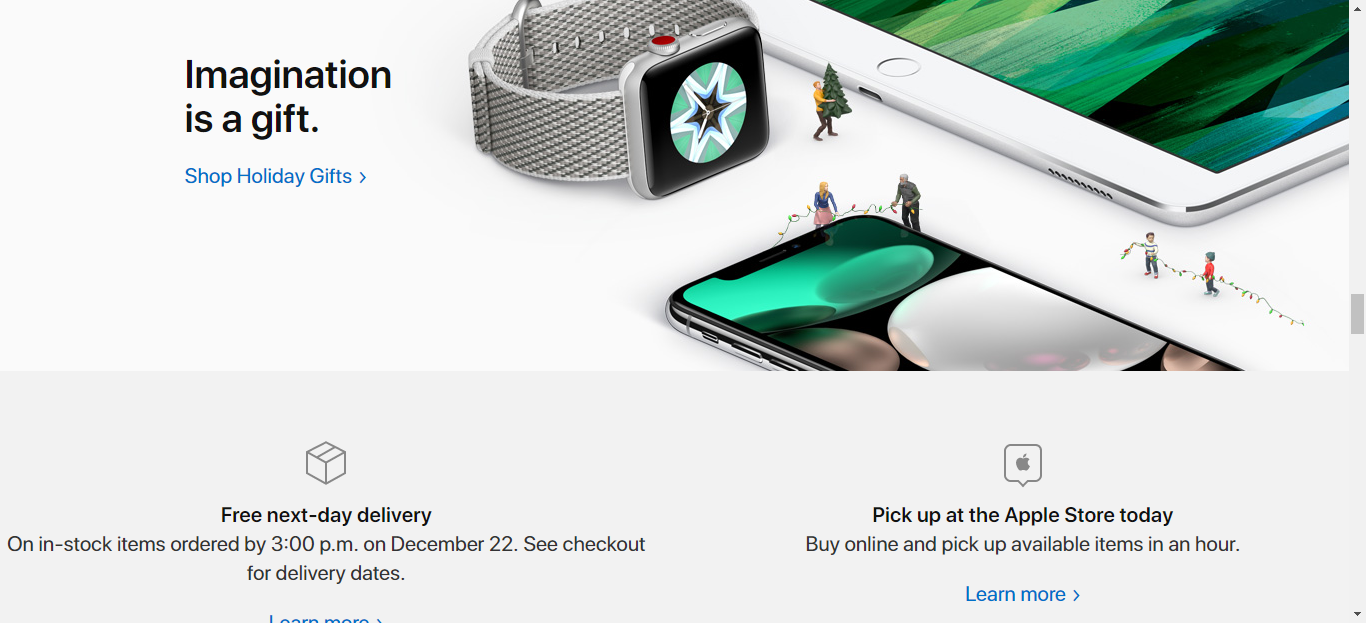 Imagination
is a gift.
Shop Holiday Gifts >
Free next-day delivery
On in-stock items ordered by 3:00 p.m. on December 22. See checkout
for delivery dates.
Learn more >
Pick up at the Apple Store today
Buy online and pick up available items in an hour.
Learn more >